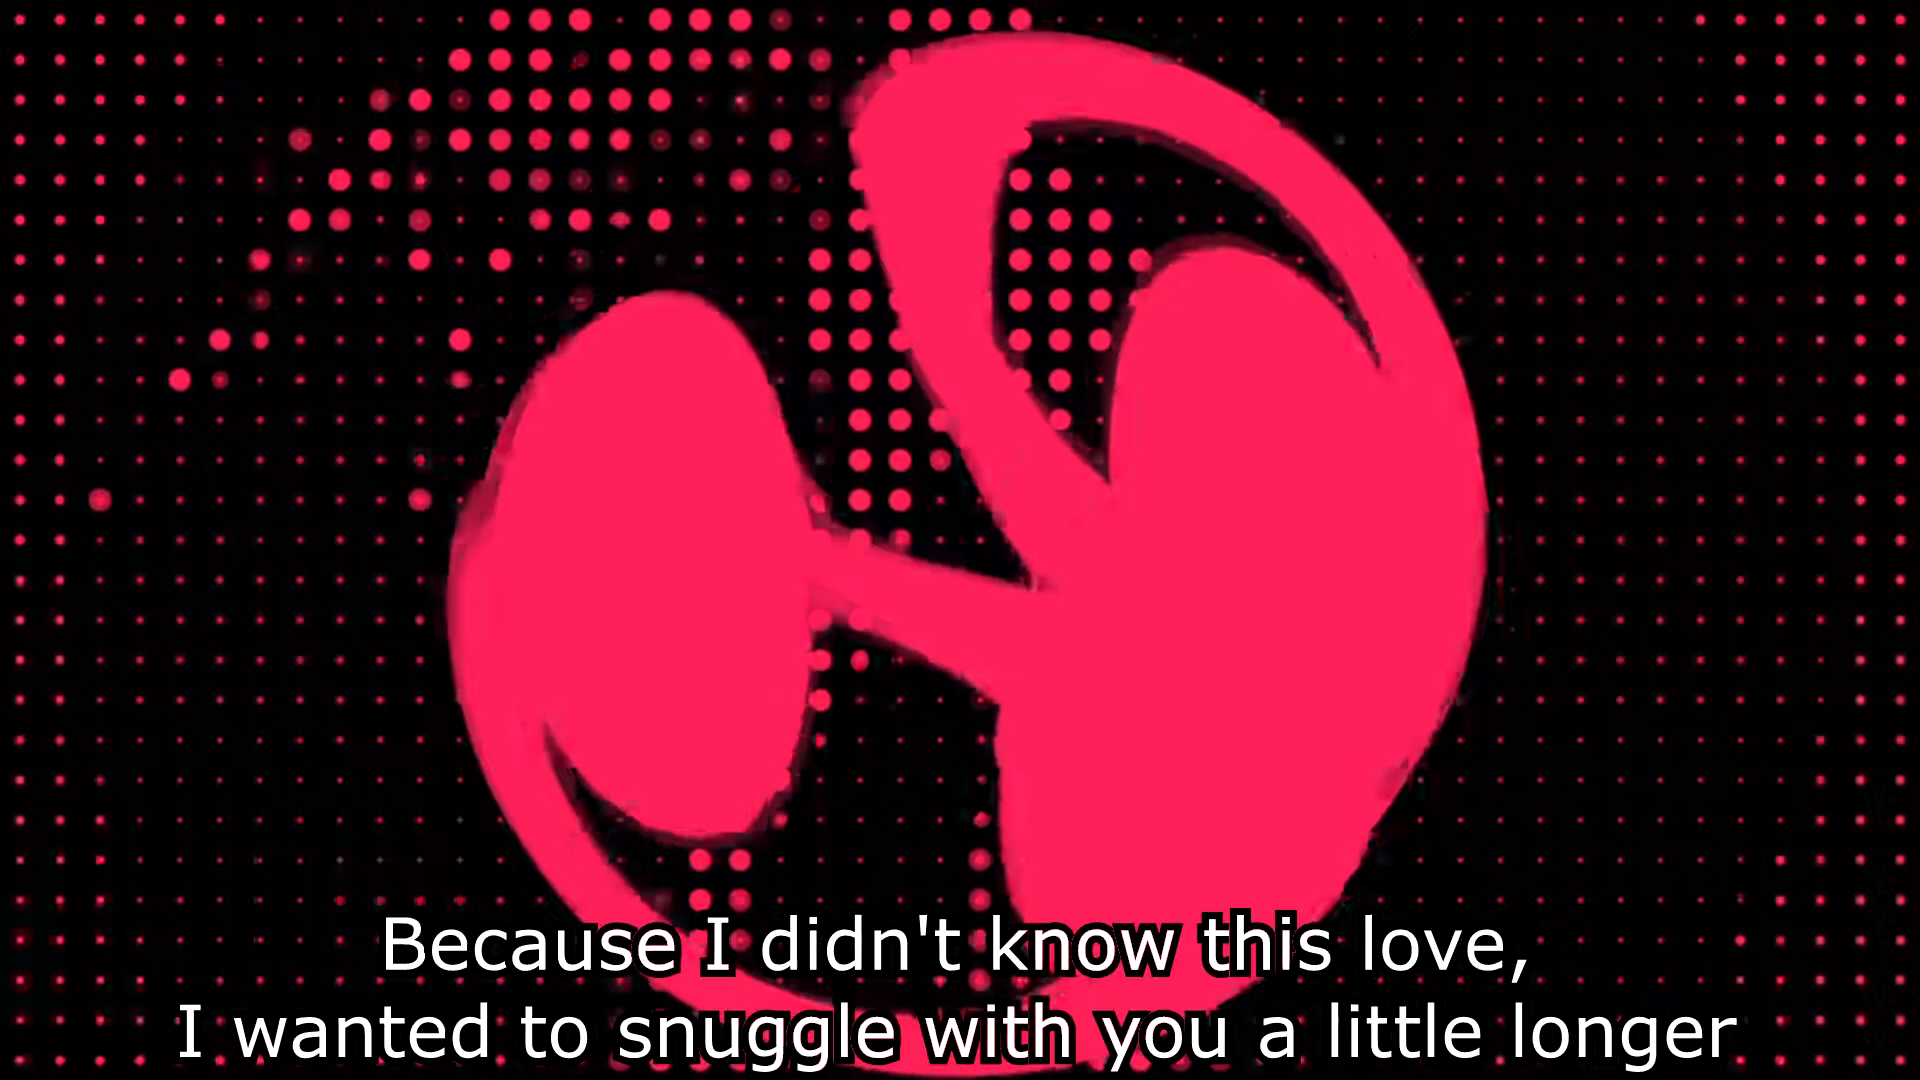 Because I didn't know this love,
I wanted to snuggle with you a little longer